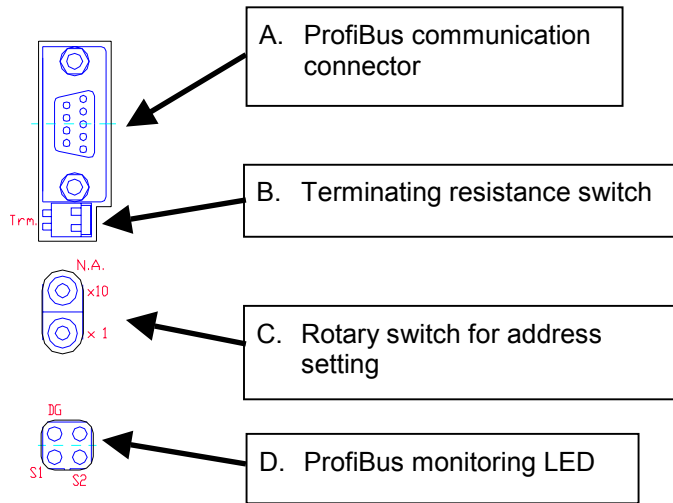 A. ProfiBus communication
connector
B. Terminating resistance switch
Trm.
N.A.
×10
× 1
C. Rotary switch for address
setting
DG
S1
S2
D. ProfiBus monitoring LED